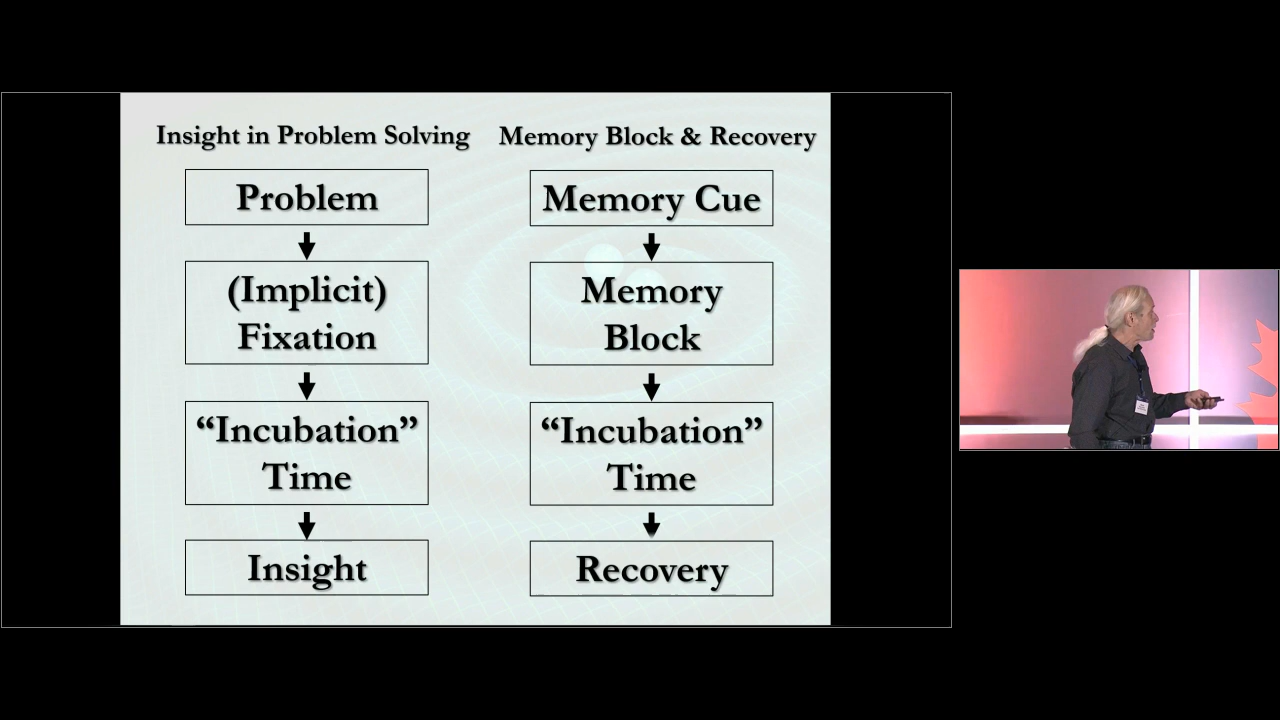 Insight in Problem Solving
Problem
(Implicit)
Fixation
“Incubation”
Time
Insight
Memory Block & Recovery
Memory Cue
Memory
Block
“Incubation”
Time
Recovery